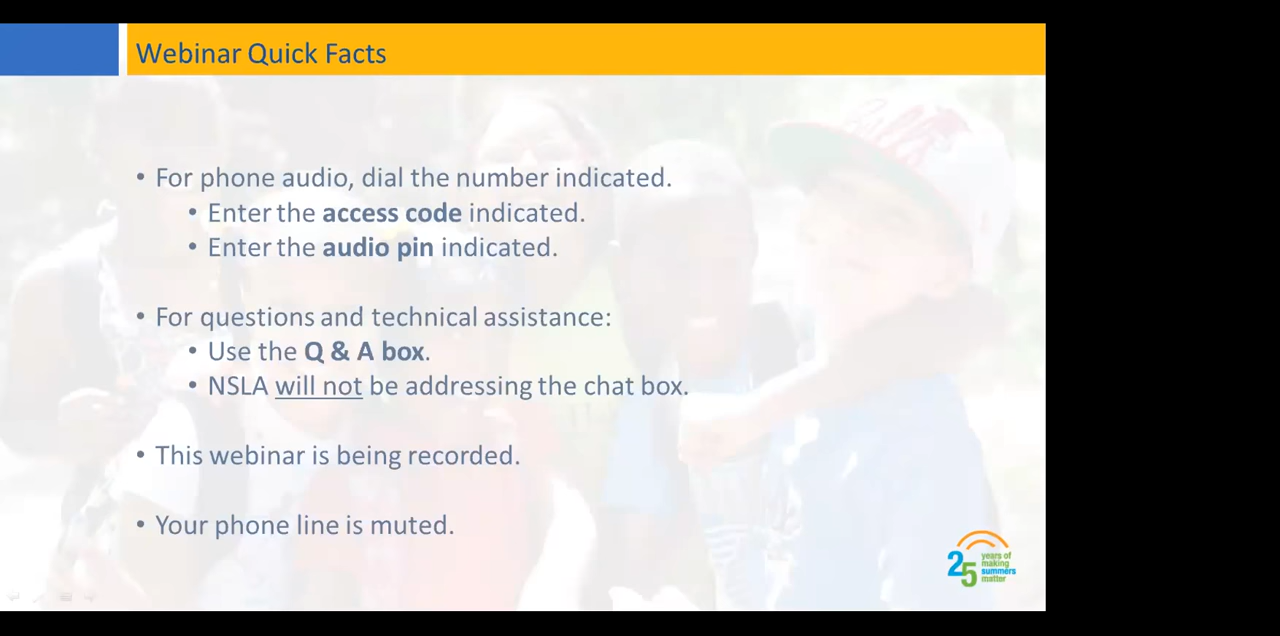 Webinar Quick Facts
• For phone audio, dial the number indicated.
• Enter the access code indicated.
• Enter the audio pin indicated.
• For questions and technical assistance:
• Use the Q & A box.
• NSLA will not be addressing the chat box.
• This webinar is being recorded.
• Your phone line is muted.
25
years of
making
summers
matter